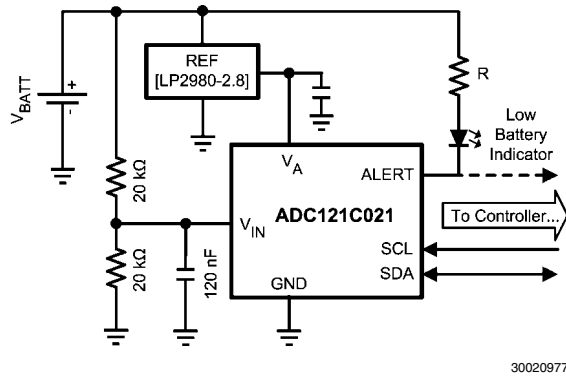 REF
[LP2980-2.8]
R
VBATT
+
-
Low
Battery
Indicator
VA
ALERT
20 kΩ
ADC121C021
To Controller...
VIN
SCL
20 kΩ
120 nF
SDA
GND
30020977